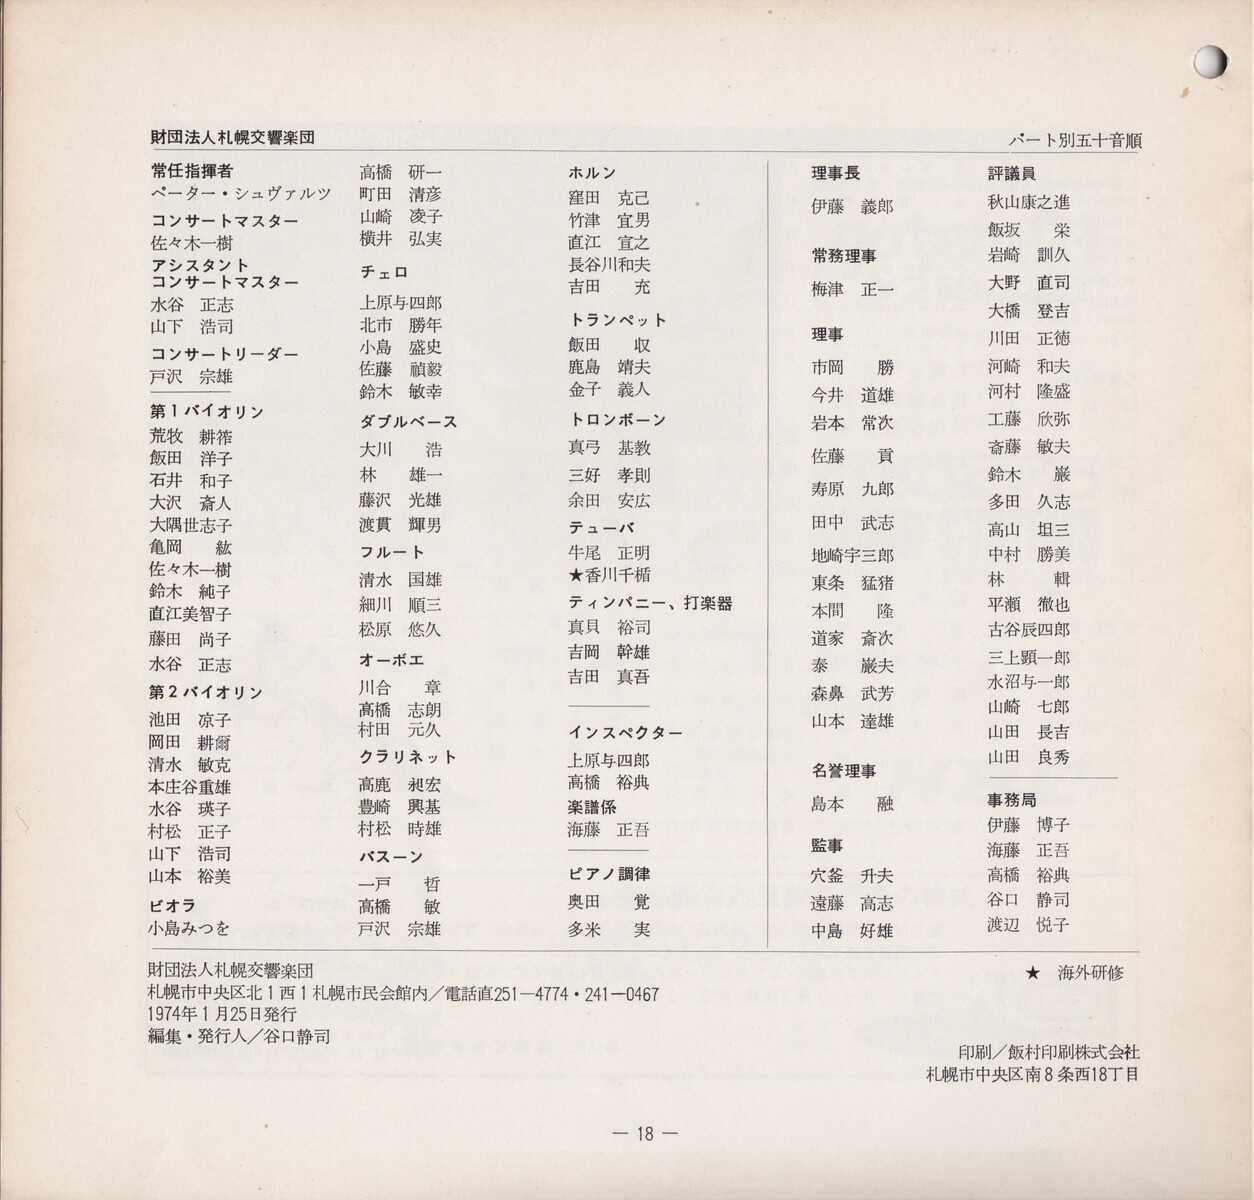 財団法人札幌交響楽団
パート別五十音順
常任指揮者
ペーター・シュヴァルツ
コンサートマスター
佐々木一樹
アシスタント
コンサートマスター
水谷 正志
山下 浩司
コンサートリーダー
戸沢 宗雄
第1バイオリン
荒牧 耕筰
飯田 洋子
石井 和子
大沢 斎人
大隅世志子
亀岡 紘
佐々木一樹
鈴木 純子
直江美智子
藤田 尚子
水谷 正志
第2バイオリン
池田 凉子
岡田 耕爾
清水 敏克
本庄谷重雄
水谷 瑛子
村松 正子
山下 浩司
山本 裕美
ビオラ
小島みつを
高橋 研一
町田 清彦
山崎 凌子
横井 弘実
チェロ
上原与四郎
北市 勝年
小島 盛史
佐藤 禎毅
鈴木 敏幸
ダブルベース
大川 浩
林 雄一
藤沢 光雄
渡貫 輝男
フルート
清水 国雄
細川 順三
松原 悠久
オーボエ
川合 章
高橋 志朗
村田 元久
クラリネット
高鹿 昶宏
豊崎 興基
村松 時雄
バスーン
一戸 哲
高橋 敏
戸沢 宗雄
ホルン
窪田 克己
竹津 宜男
直江 宣之
長谷川和夫
吉田 充
トランペット
飯田 収
鹿島 靖夫
金子 義人
トロンボーン
真弓 基教
三好 孝則
余田 安広
テューバ
牛尾 正明
★香川千楯
ティンパニー、打楽器
真貝 裕司
吉岡 幹雄
吉田 真吾
インスペクター
上原与四郎
高橋 裕典
楽譜係
海藤 正吾
ピアノ調律
奥田 覚
多米 実
理事長
伊藤 義郎
常務理事
梅津 正一
理事
市岡 勝
今井 道雄
岩本 常次
佐藤 貢
寿原 九郎
田中 武志
地崎宇三郎
東条 猛猪
本間 隆
道家 斎次
泰 巌夫
森鼻 武芳
山本 達雄
名誉理事
島本 融
監事
穴釜 升夫
遠藤 高志
中島 好雄
評議員
秋山康之進
飯坂 栄
岩崎 訓久
大野 直司
大橋 登吉
川田 正徳
河崎 和夫
河村 隆盛
工藤 欣弥
斎藤 敏夫
鈴木 巌
多田 久志
高山 坦三
中村 勝美
林 輯
平瀬 徹也
古谷辰四郎
三上顕一郎
水沼与一郎
山崎 七郎
山田 長吉
山田 良秀
事務局
伊藤 博子
海藤 正吾
高橋 裕典
谷口 静司
渡辺 悦子
財団法人札幌交響楽団
札幌市中央区北1西1札幌市民会館内／電話直251—4774・241—0467
1974年1月25日発行
編集・発行人／谷口静司
★ 海外研修
印刷／飯村印刷株式会社
札幌市中央区南8条西18丁目
— 18 —